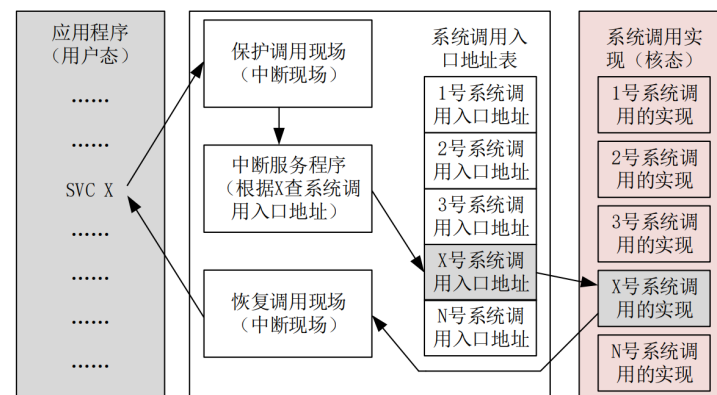 应用程序
（用户态）
……
……
SVC X
……
……
……
……
保护调用现场
（中断现场）
中断服务程序
（根据X查系统调
用入口地址）
恢复调用现场
（中断现场）
系统调用入
口地址表
1号系统调
用入口地址
2号系统调
用入口地址
3号系统调
用入口地址
X号系统调
用入口地址
N号系统调
用入口地址
系统调用实
现（核态）
1号系统调
用的实现
2号系统调
用的实现
3号系统调
用的实现
X号系统调
用的实现
N号系统调
用的实现